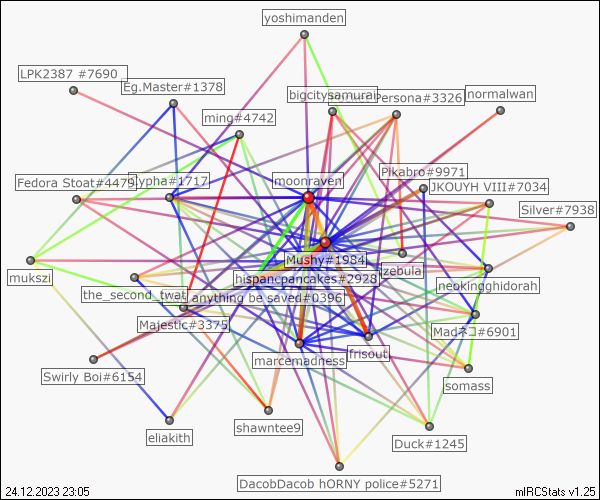 yoshimanden
LPK2387 #7690
Eg.Master#1378
bigcitysamurai
Persona#3326
normalwan
ming#4742
Fedora Stoat#4479
lypha#1717
moonraven
Pikabro#9971
JKOUYH VIII#7034
Silver#7938
Mushy#1984
mukszi
hispancpancakes#2928
zebula
neokingghidorah
the_second_twat
anything be saved#0396
Majestic#3375
Madネコ#6901
marcemadness
frisout
Swirly Boi#6154
somass
eliakith
shawntee9
Duck#1245
DacobDacob hORNY police#5271
24.12.2023 23:05
mIRCStats v1.25